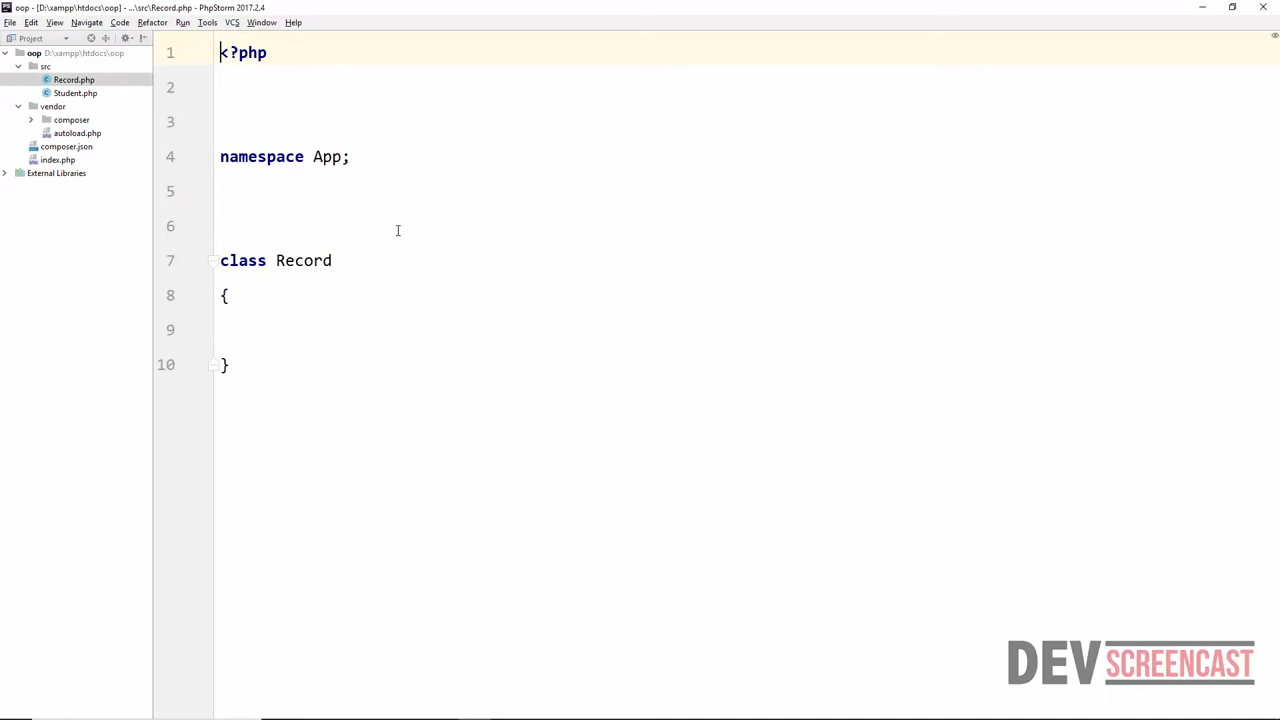 oop - [D:\xampp\htdocs\oop] - ...\src\Record.php - PhpStorm 2017.2.4
File Edit View Navigate Code Refactor Run Tools VCS Window Help
Project
oop D:\xampp\htdocs\oop
src
Record.php
Student.php
vendor
composer
autoload.php
composer.json
index.php
External Libraries
1 <?php
2
3
4 namespace App;
5
6
7 class Record
8 {
9
10 }
DEVSCREENCAST